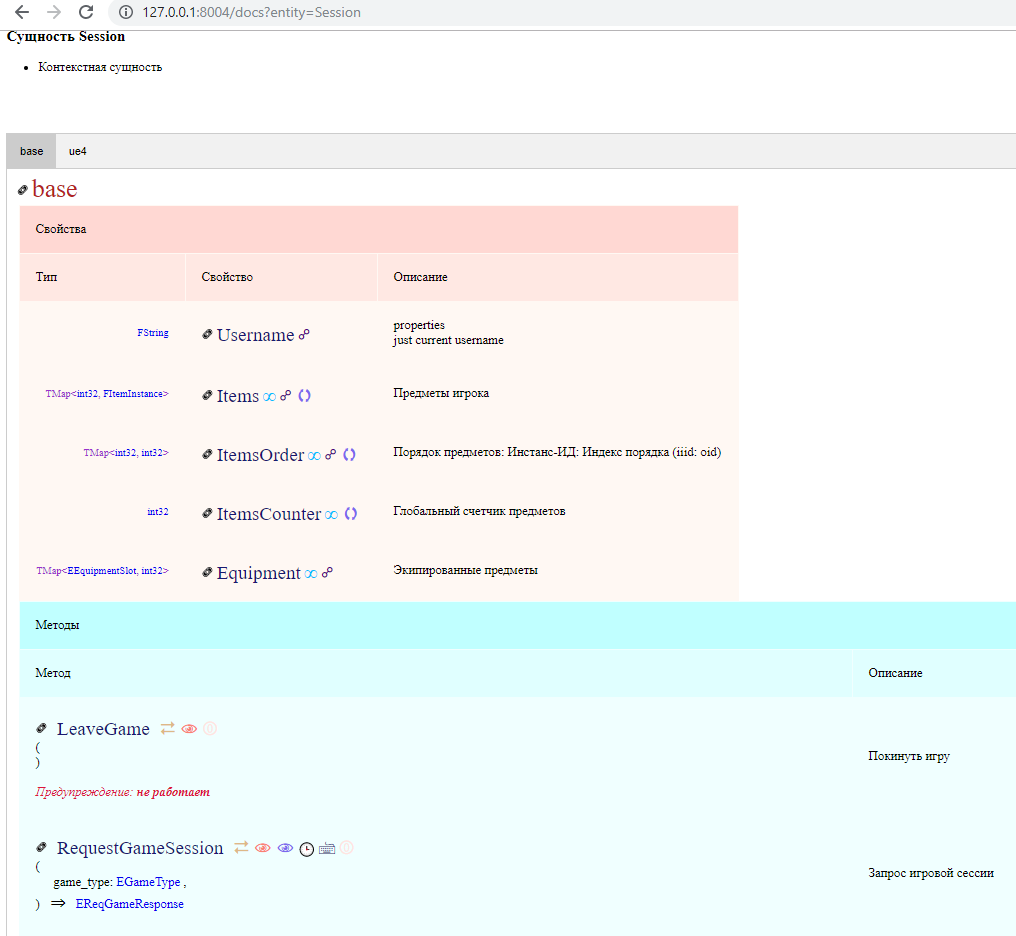 127.0.0.1:8004/docs?entity=Session
Сущность Session
Контекстная сущность
base ue4
base
Свойства
Тип Свойство Описание
FString Username properties
just current username
TMap<int32, FItemInstance> Items Предметы игрока
TMap<int32, int32> ItemsOrder Порядок предметов: Инстанс-ИД: Индекс порядка (iiid: oid)
int32 ItemsCounter Глобальный счетчик предметов
TMap<EEquipmentSlot, int32> Equipment Экипированные предметы
Методы
Метод Описание
LeaveGame
(
)
Покинуть игру
Предупреждение: не работает
RequestGameSession
(
game_type: EGameType ,
) ⇒ EReqGameResponse
Запрос игровой сессии